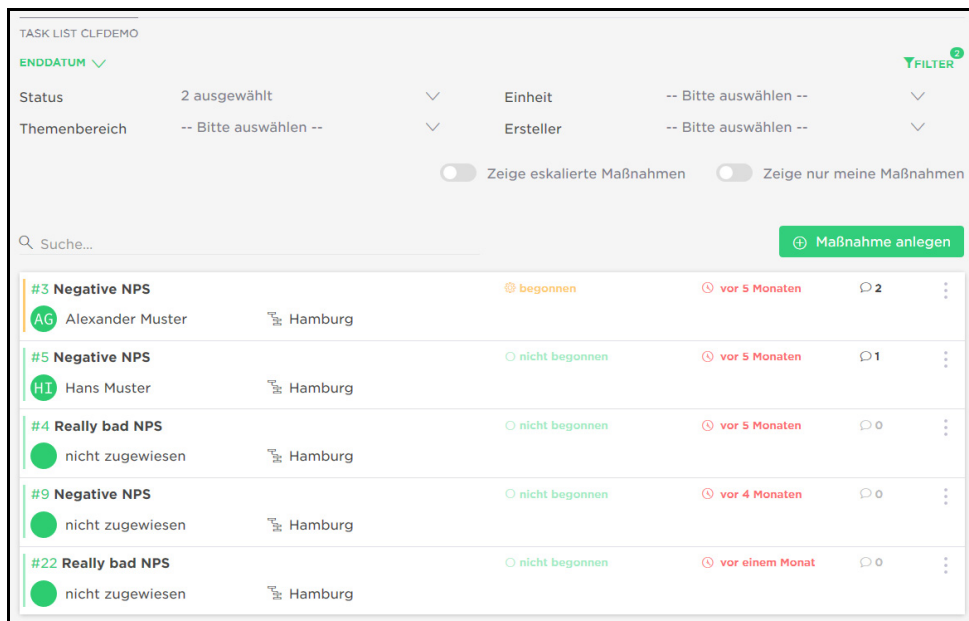 TASK LIST CLFDEMO
ENDDATUM
FILTER 2
Status 2 ausgewählt Einheit -- Bitte auswählen --
Themenbereich -- Bitte auswählen -- Ersteller -- Bitte auswählen --
Zeige eskalierte Maßnahmen Zeige nur meine Maßnahmen
Suche... Maßnahme anlegen
#3 Negative NPS begonnen vor 5 Monaten 2
AG Alexander Muster Hamburg
#5 Negative NPS nicht begonnen vor 5 Monaten 1
HI Hans Muster Hamburg
#4 Really bad NPS nicht begonnen vor 5 Monaten 0
nicht zugewiesen Hamburg
#9 Negative NPS nicht begonnen vor 4 Monaten 0
nicht zugewiesen Hamburg
#22 Really bad NPS nicht begonnen vor einem Monat 0
nicht zugewiesen Hamburg